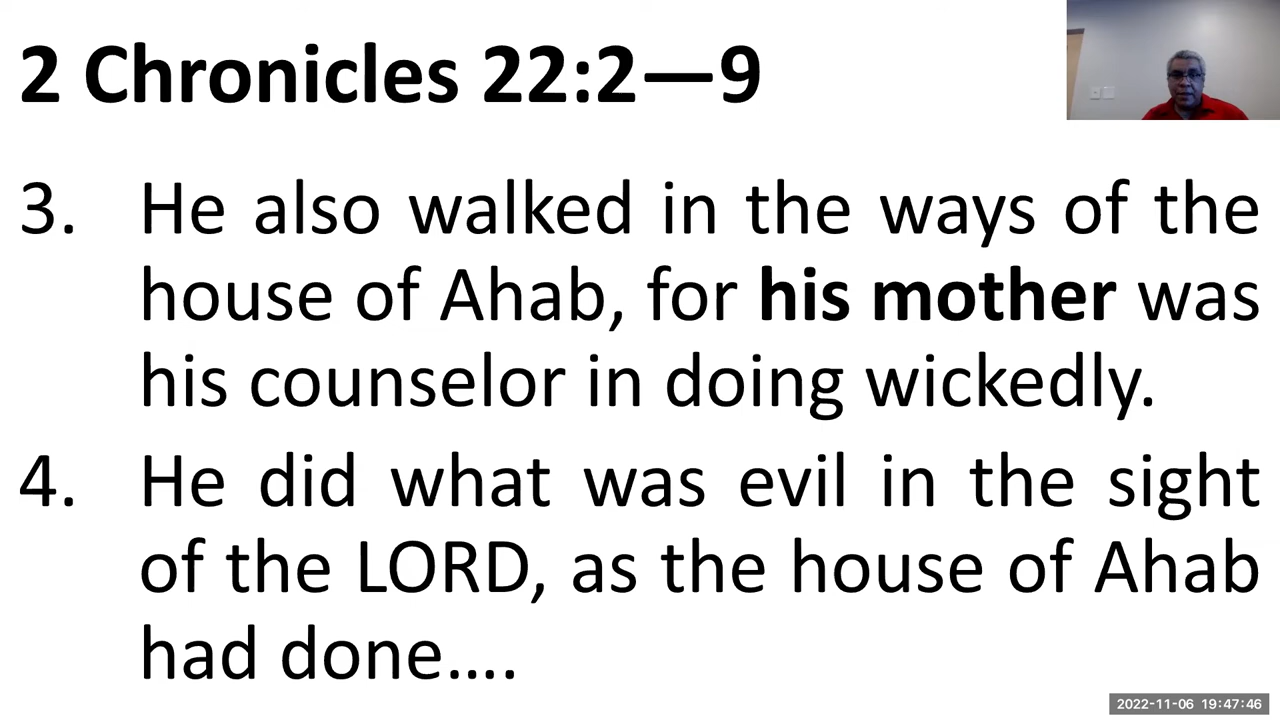 2 Chronicles 22:2—9
3. He also walked in the ways of the
house of Ahab, for his mother was
his counselor in doing wickedly.
4. He did what was evil in the sight
of the LORD, as the house of Ahab
had done....
2022-11-06 19:47:46